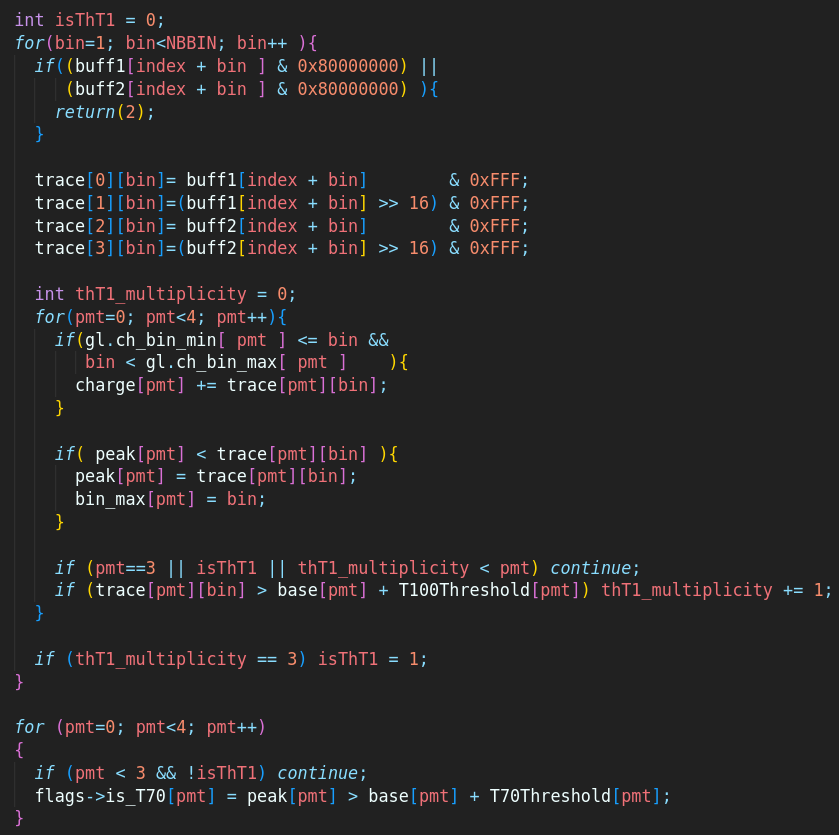 int isThT1 = 0;
for(bin=1; bin<NBBIN; bin++ ){
  if((buff1[index + bin ] & 0x80000000) ||
     (buff2[index + bin ] & 0x80000000) ){
    return(2);
  }

  trace[0][bin]= buff1[index + bin]        & 0xFFF;
  trace[1][bin]=(buff1[index + bin] >> 16) & 0xFFF;
  trace[2][bin]= buff2[index + bin]        & 0xFFF;
  trace[3][bin]=(buff2[index + bin] >> 16) & 0xFFF;

  int thT1_multiplicity = 0;
  for(pmt=0; pmt<4; pmt++){
    if(gl.ch_bin_min[ pmt ] <= bin &&
       bin < gl.ch_bin_max[ pmt ]    ){
      charge[pmt] += trace[pmt][bin];
    }

    if( peak[pmt] < trace[pmt][bin] ){
      peak[pmt] = trace[pmt][bin];
      bin_max[pmt] = bin;
    }

    if (pmt==3 || isThT1 || thT1_multiplicity < pmt) continue;
    if (trace[pmt][bin] > base[pmt] + T100Threshold[pmt]) thT1_multiplicity += 1;
  }

  if (thT1_multiplicity == 3) isThT1 = 1;
}

for (pmt=0; pmt<4; pmt++)
{
  if (pmt < 3 && !isThT1) continue;
  flags->is_T70[pmt] = peak[pmt] > base[pmt] + T70Threshold[pmt];
}